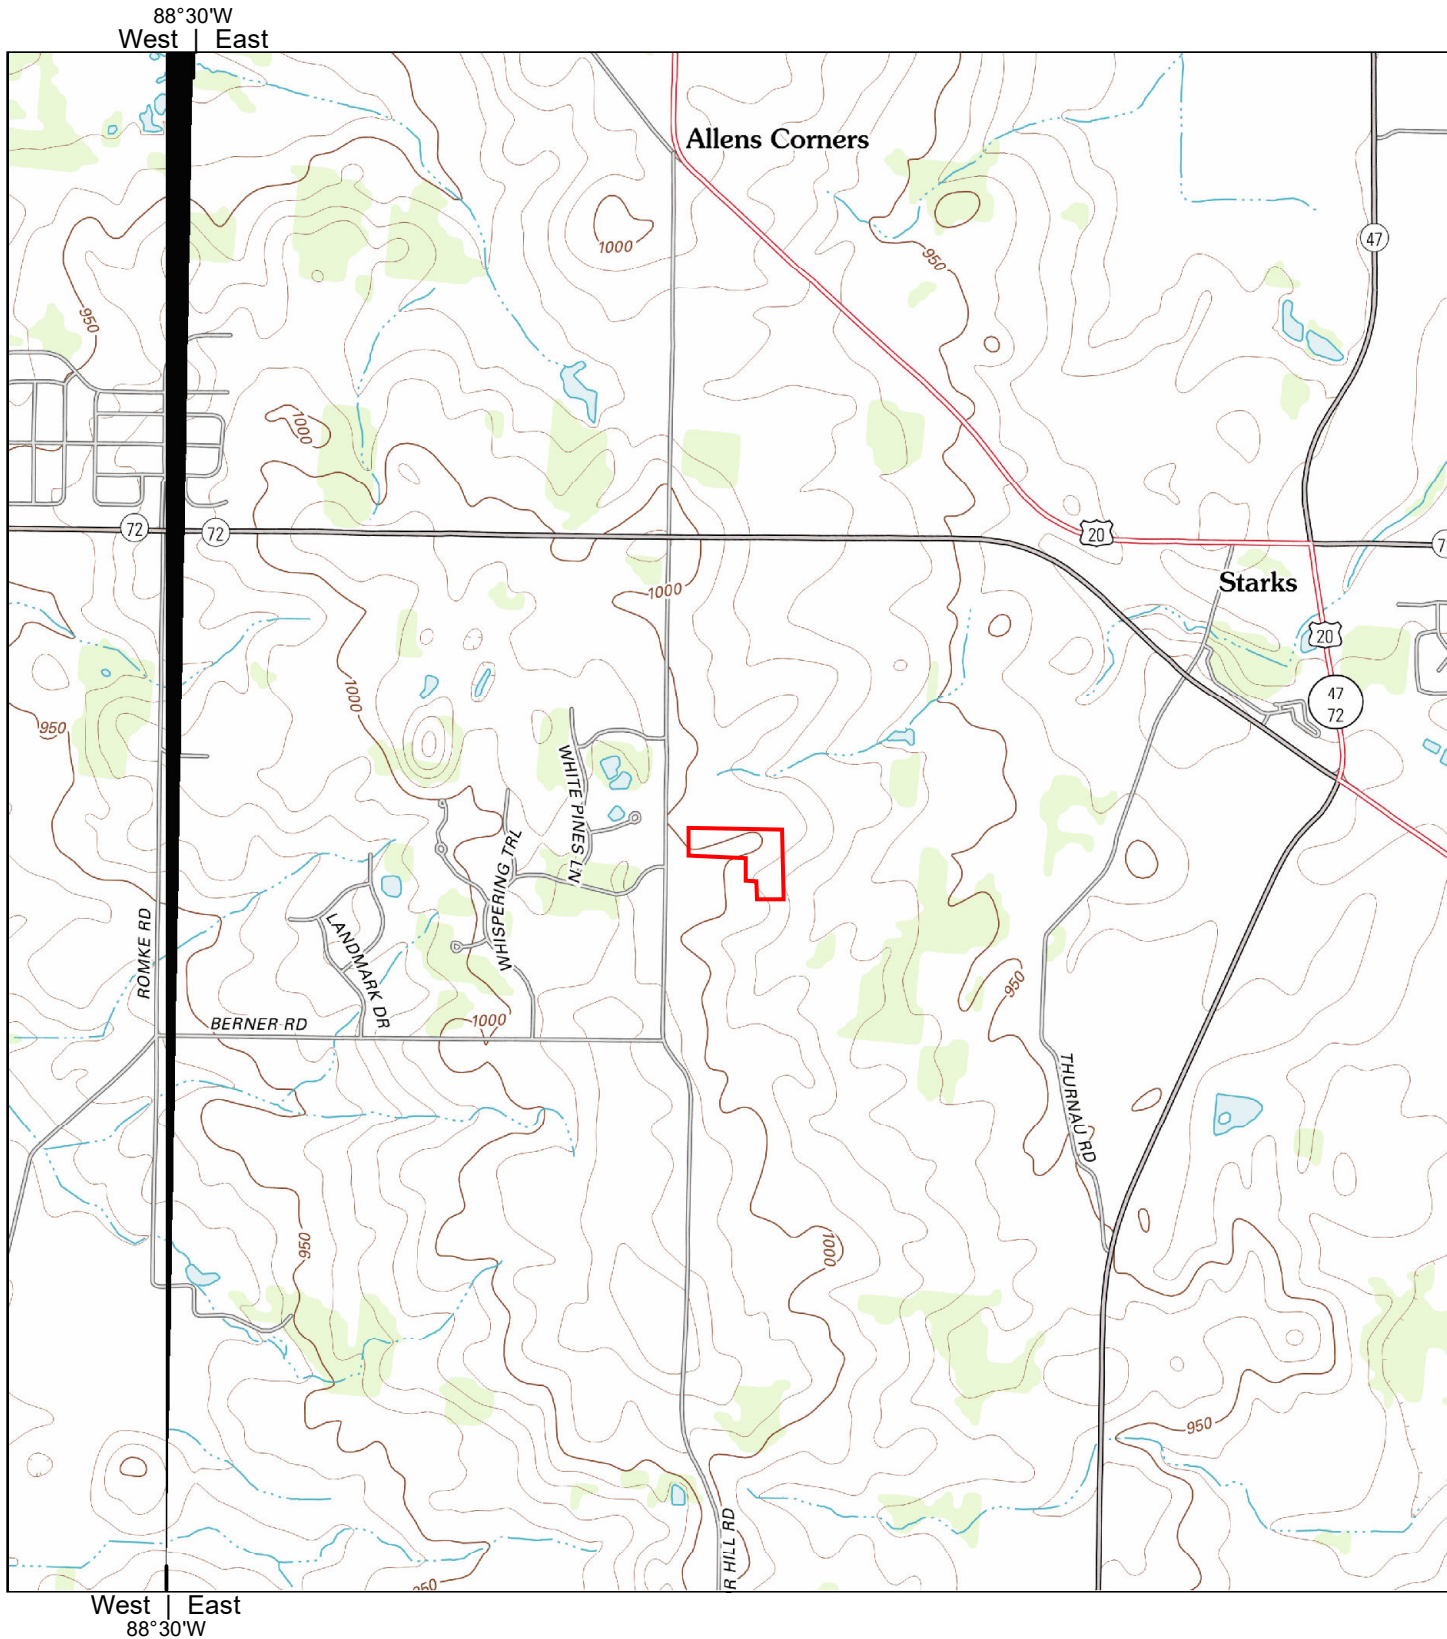 88°30'W
West | East
Allens Corners
47
1000
950
950
1000
72
72
20
7
Starks
1000
20
1000
47
72
950
WHITE PINES LN
WHISPERING TRL
ROMKE RD
LANDMARK DR
950
BERNER RD
1000
THURNAU RD
950
1000
950
R HILL RD
950
West | East
88°30'W